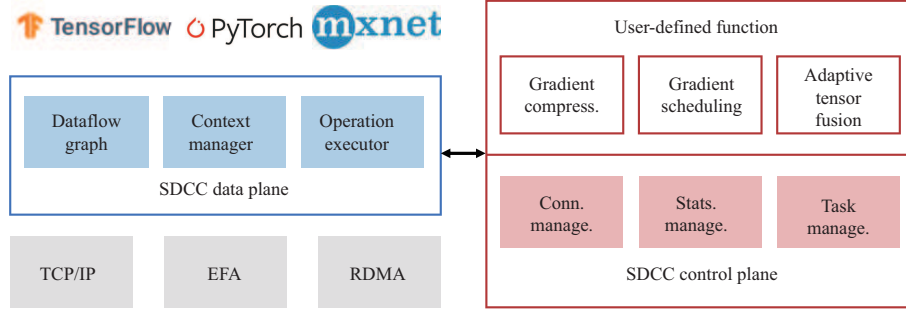 TensorFlow PyTorch mxnet
Dataflow
graph
Context
manager
Operation
executor
SDCC data plane
TCP/IP
EFA
RDMA
User-defined function
Gradient
compress.
Gradient
scheduling
Adaptive
tensor
fusion
Conn.
manage.
Stats.
manage.
Task
manage.
SDCC control plane